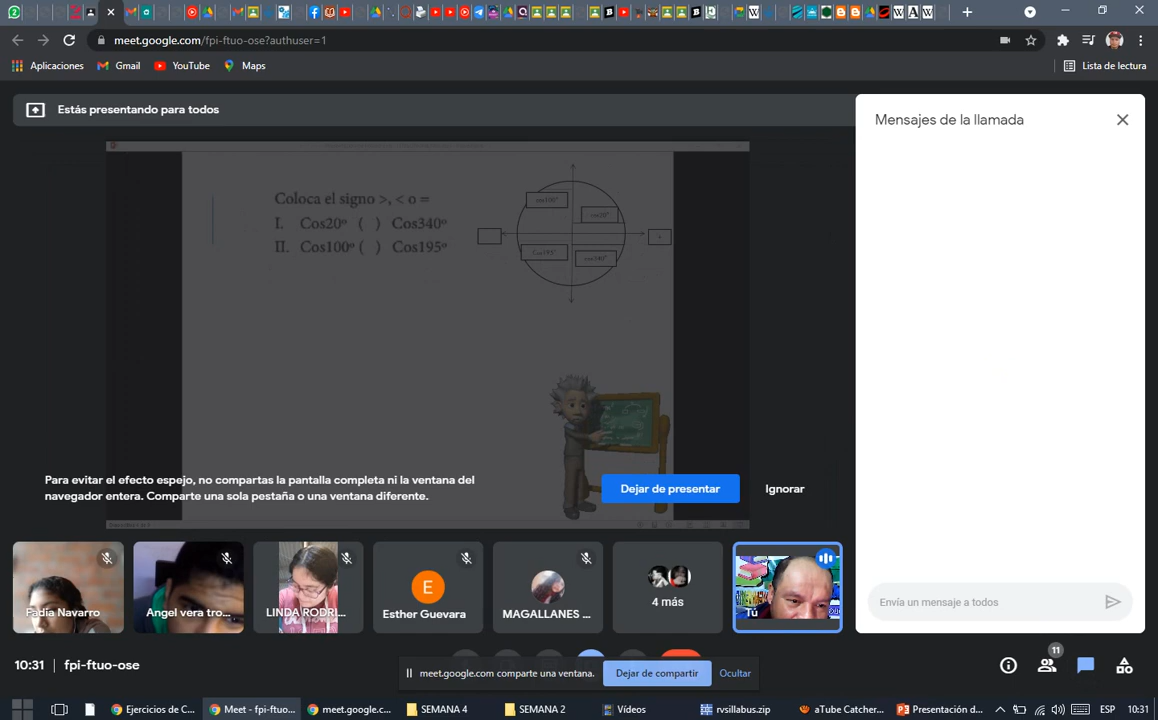 meet.google.com/fpi-ftuo-ose?authuser=1
Aplicaciones
Gmail
YouTube
Maps
Lista de lectura
Estás presentando para todos
Mensajes de la llamada
Coloca el signo >, < o =
I. Cos20º ( ) Cos340º
II. Cos100º ( ) Cos195º
cos100°
cos20°
Cos195°
cos340°
+
Para evitar el efecto espejo, no compartas la pantalla completa ni la ventana del
navegador entera. Comparte una sola pestaña o una ventana diferente.
Dejar de presentar
Ignorar
Fadía Navarro
Angel vera tro...
LINDA RODRI...
Esther Guevara
E
MAGALLANES ...
4 más
Tú
Envía un mensaje a todos
10:31 | fpi-ftuo-ose
meet.google.com comparte una ventana.
Dejar de compartir
Ocultar
11
Ejercicios de C...
Meet - fpi-ftuo...
meet.google.c...
SEMANA 4
SEMANA 2
Vídeos
rvsillabus.zip
aTube Catcher...
Presentación d...
ESP
10:31